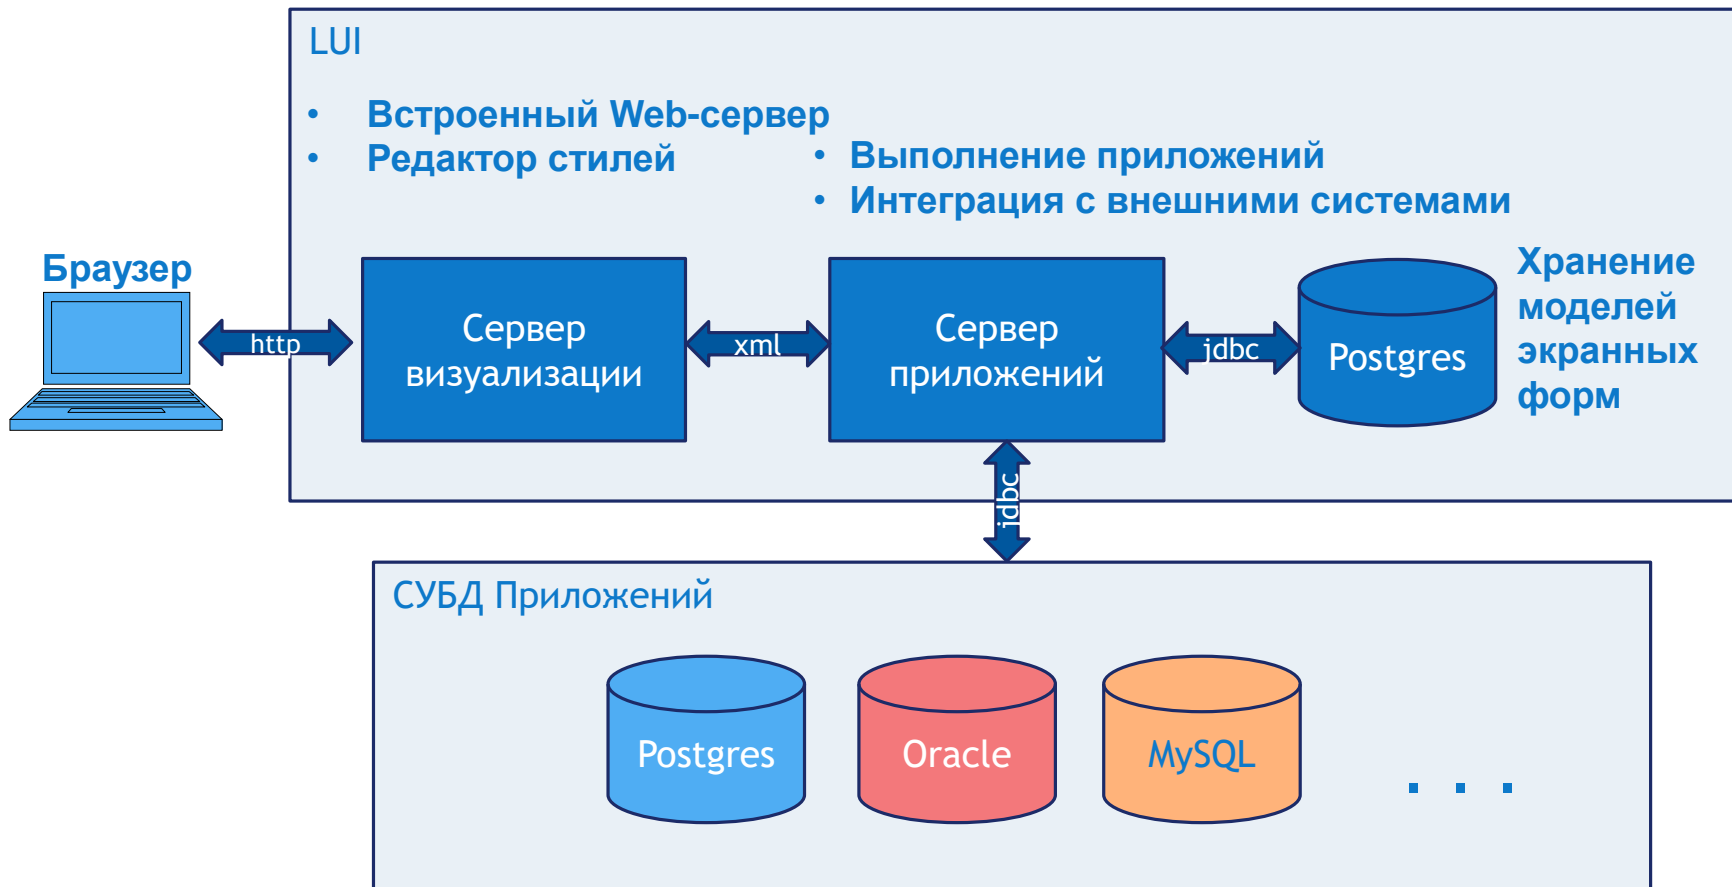 LUI
• Встроенный Web-сервер
• Редактор стилей
• Выполнение приложений
• Интеграция с внешними системами
Браузер
http
Сервер
визуализации
xml
Сервер
приложений
jdbc
Postgres
Хранение
моделей
экранных
форм
jdbc
СУБД Приложений
Postgres
Oracle
MySQL
. . .